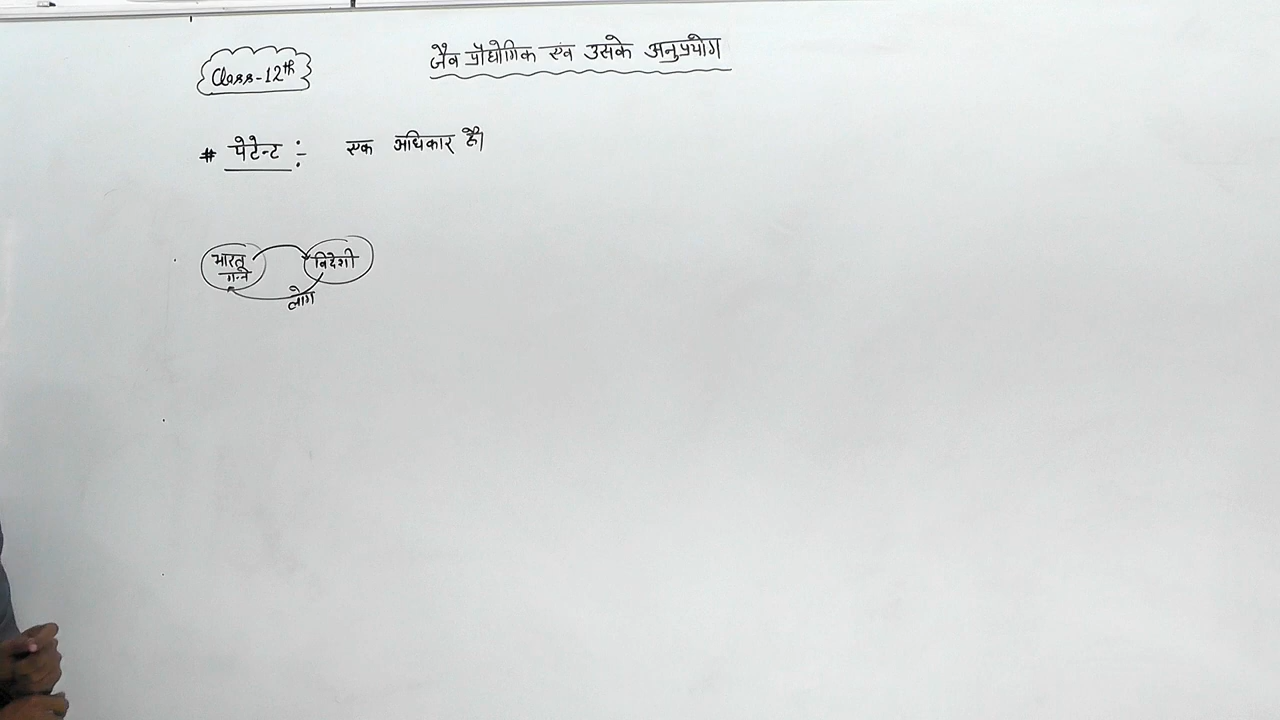 Class-12th
जैव प्रौद्योगिक एवं उसके अनुप्रयोग
# पेटेन्ट :- एक अधिकार है।
भारत
गन्ने
विदेशी
लोग